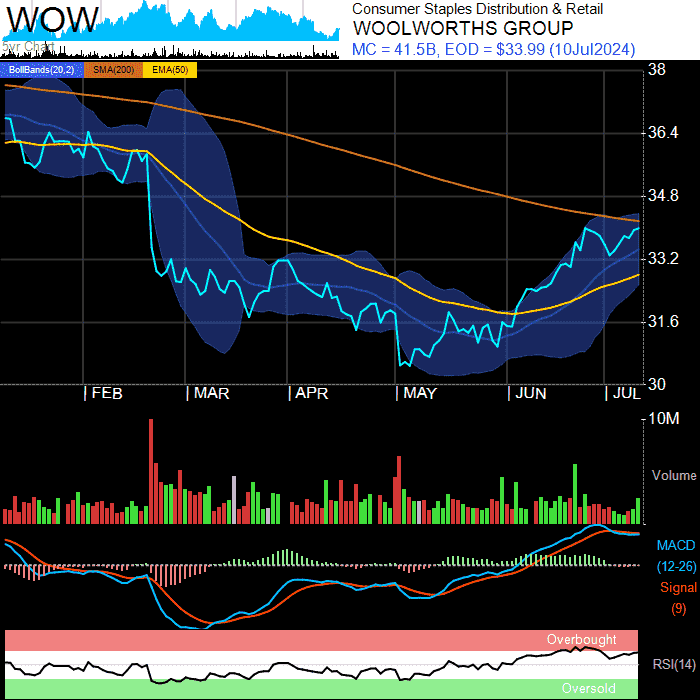 WOW
5yr Chart
Consumer Staples Distribution & Retail
WOOLWORTHS GROUP
MC = 41.5B, EOD = $33.99 (10Jul2024)
BollBands(20,2) SMA(200) EMA(50)
38
36.4
34.8
33.2
31.6
30
FEB MAR APR MAY JUN JUL
10M
Volume
MACD
(12-26)
Signal
(9)
Overbought
RSI(14)
Oversold